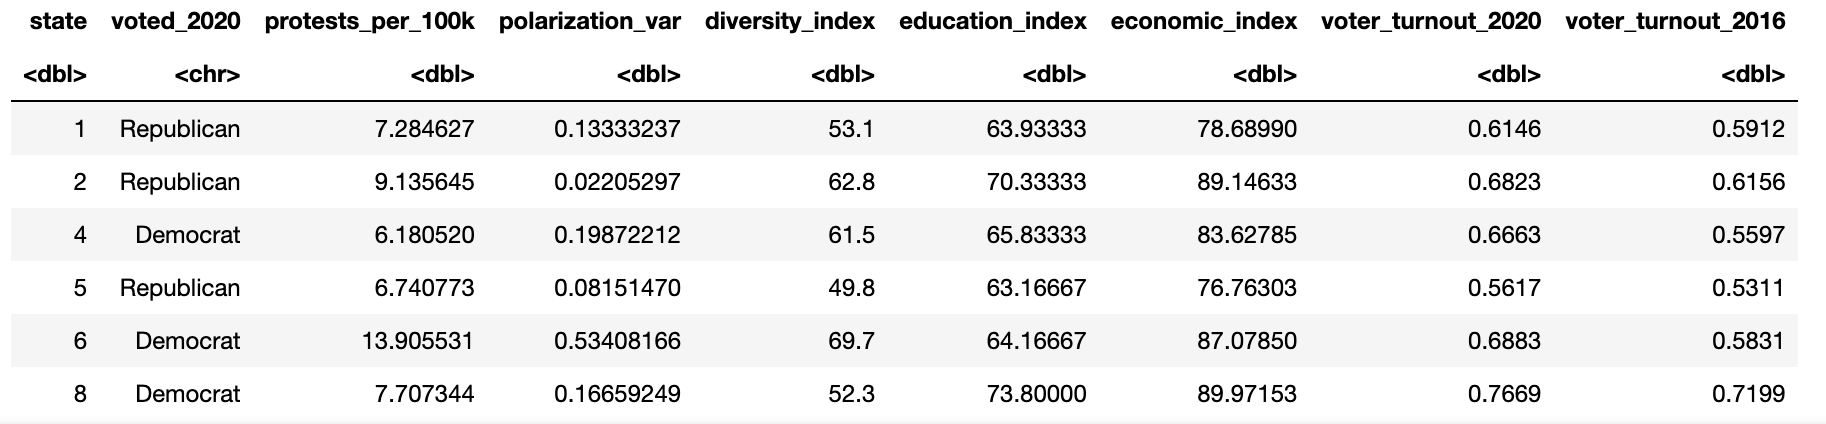 state voted_2020 protests_per_100k polarization_var diversity_index education_index economic_index voter_turnout_2020 voter_turnout_2016
<dbl> <chr> <dbl> <dbl> <dbl> <dbl> <dbl> <dbl> <dbl>
1 Republican 7.284627 0.13333237 53.1 63.93333 78.68990 0.6146 0.5912
2 Republican 9.135645 0.02205297 62.8 70.33333 89.14633 0.6823 0.6156
4 Democrat 6.180520 0.19872212 61.5 65.83333 83.62785 0.6663 0.5597
5 Republican 6.740773 0.08151470 49.8 63.16667 76.76303 0.5617 0.5311
6 Democrat 13.905531 0.53408166 69.7 64.16667 87.07850 0.6883 0.5831
8 Democrat 7.707344 0.16659249 52.3 73.80000 89.97153 0.7669 0.7199